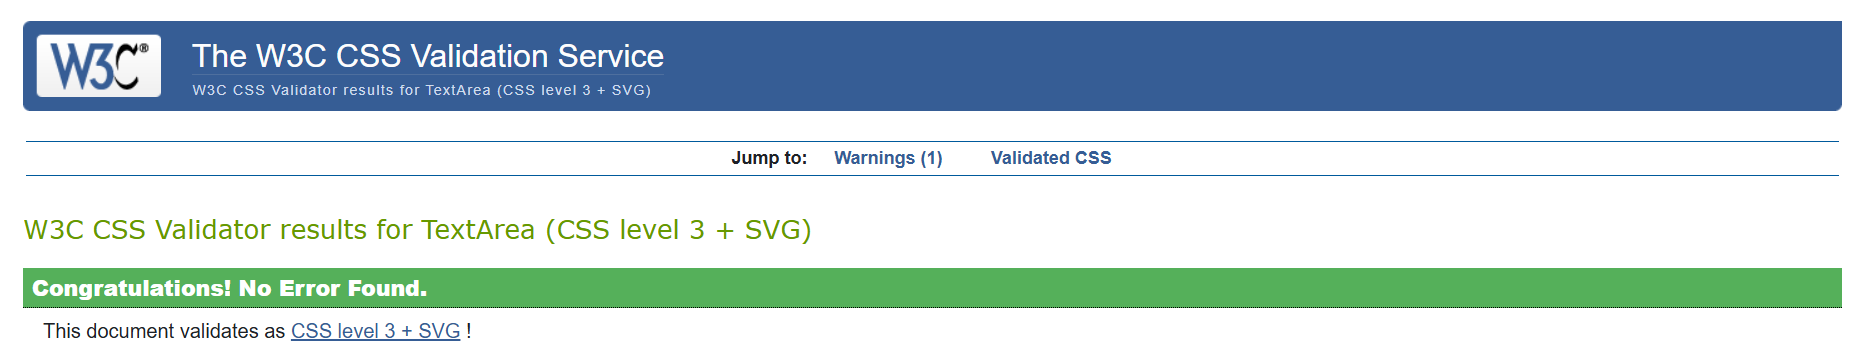 W3C®
The W3C CSS Validation Service
W3C CSS Validator results for TextArea (CSS level 3 + SVG)
Jump to: Warnings (1) Validated CSS
W3C CSS Validator results for TextArea (CSS level 3 + SVG)
Congratulations! No Error Found.
This document validates as CSS level 3 + SVG !